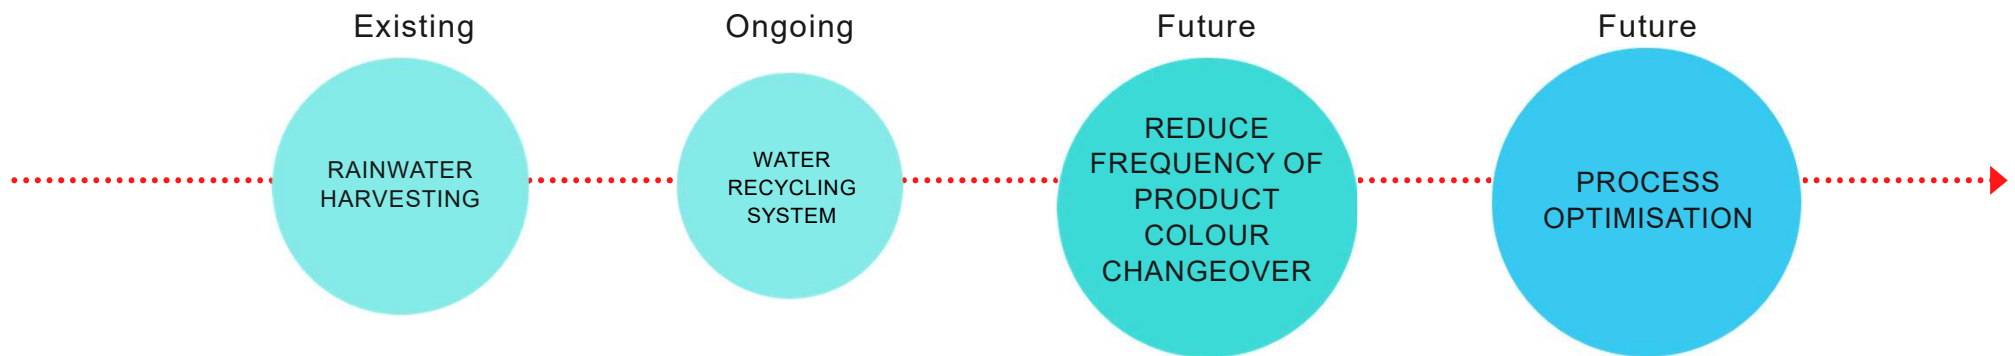 Existing
Ongoing
Future
Future
RAINWATER
HARVESTING
WATER
RECYCLING
SYSTEM
REDUCE
FREQUENCY OF
PRODUCT
COLOUR
CHANGEOVER
PROCESS
OPTIMISATION